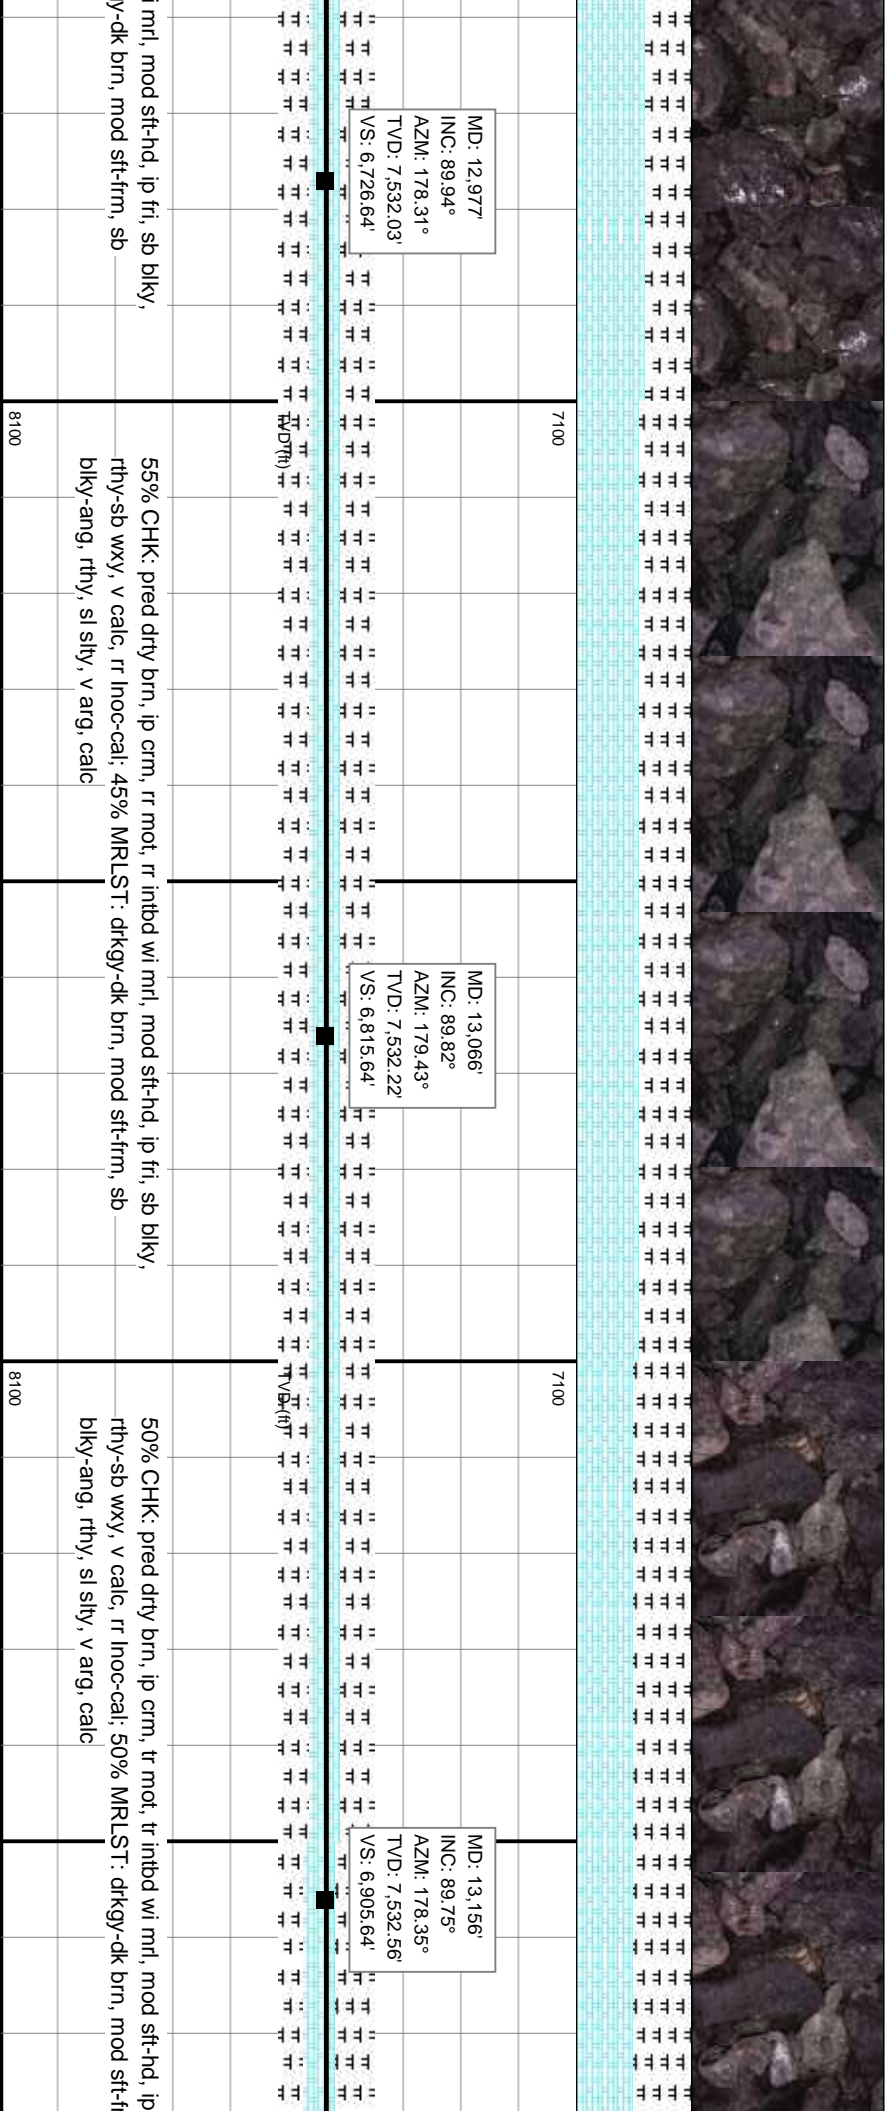 i mrl, mod sft-hd, ip fri, sb blky,
y-dk brn, mod sft-frm, sb
MD: 12,977'
INC: 89.94°
AZM: 178.31°
TVD: 7,532.03'
VS: 6,726.64'
7100
TVD (ft)
8100
55% CHK: pred drty brn, ip crm, rr mot, rr intbd wi mrl, mod sft-hd, ip fri, sb blky,
rthy-sb wxy, v calc, rr Inoc-cal; 45% MRLST: drkgy-dk brn, mod sft-frm, sb
blky-ang, rthy, sl slty, v arg, calc
MD: 13,066'
INC: 89.82°
AZM: 179.43°
TVD: 7,532.22'
VS: 6,815.64'
7100
TVD (ft)
8100
50% CHK: pred drty brn, ip crm, tr mot, tr intbd wi mrl, mod sft-hd, ip
rthy-sb wxy, v calc, rr Inoc-cal; 50% MRLST: drkgy-dk brn, mod sft-f
blky-ang, rthy, sl slty, v arg, calc
MD: 13,156'
INC: 89.75°
AZM: 178.35°
TVD: 7,532.56'
VS: 6,905.64'